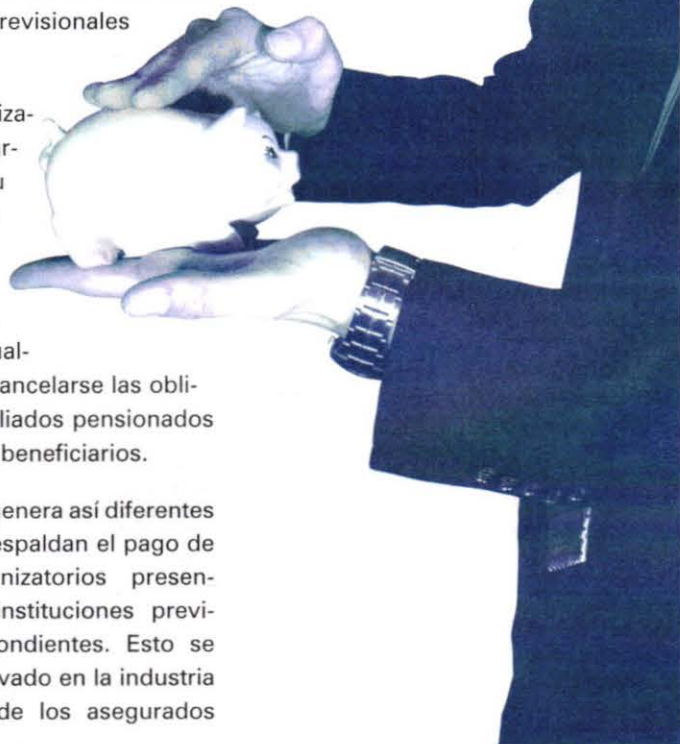 revisionales
iza-
r-
u
al-
ancelarse las obli-
liados pensionados
beneficiarios.
enera así diferentes
espaldan el pago de
nizatorios presen-
nstituciones previ-
ondientes. Esto se
vado en la industria
de los asegurados